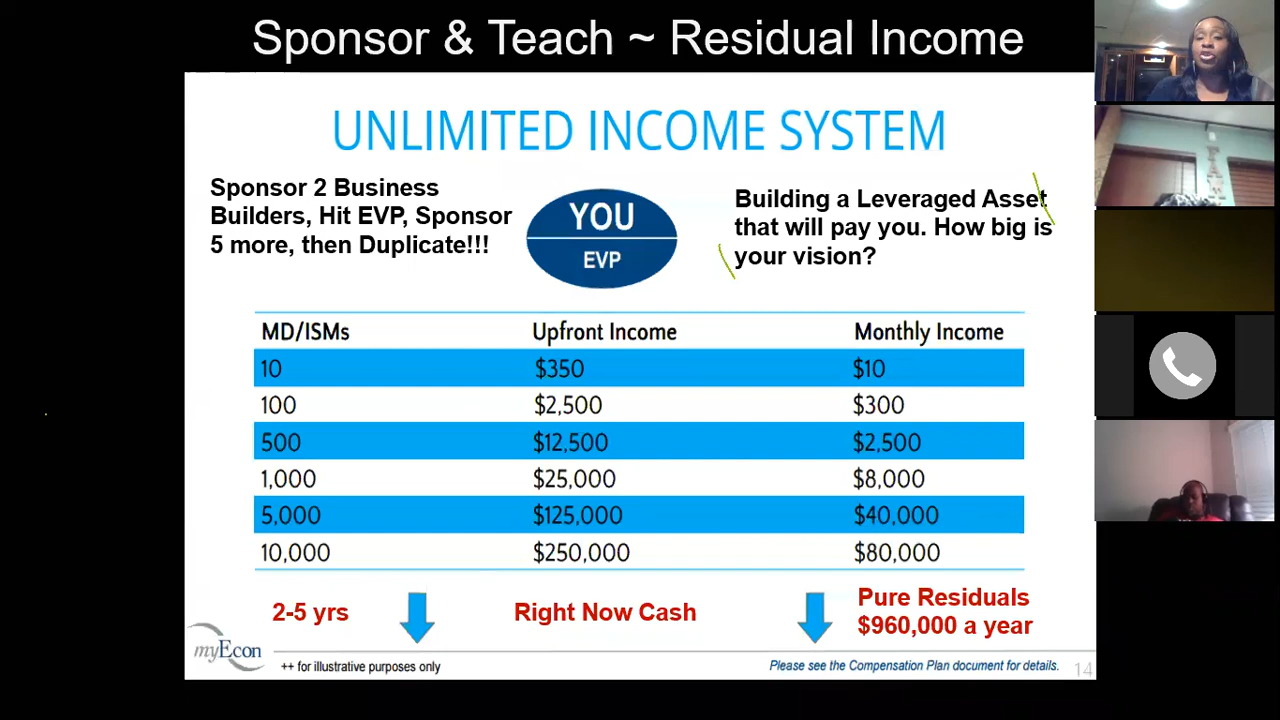 Sponsor & Teach ~ Residual Income
UNLIMITED INCOME SYSTEM
Sponsor 2 Business
Builders, Hit EVP, Sponsor
5 more, then Duplicate!!!
YOU
EVP
Building a Leveraged Asset
that will pay you. How big is
your vision?
MD/ISMs Upfront Income Monthly Income
10 $350 $10
100 $2,500 $300
500 $12,500 $2,500
1,000 $25,000 $8,000
5,000 $125,000 $40,000
10,000 $250,000 $80,000
2-5 yrs
Right Now Cash
Pure Residuals
$960,000 a year
myEcon
++ for illustrative purposes only
Please see the Compensation Plan document for details.
14